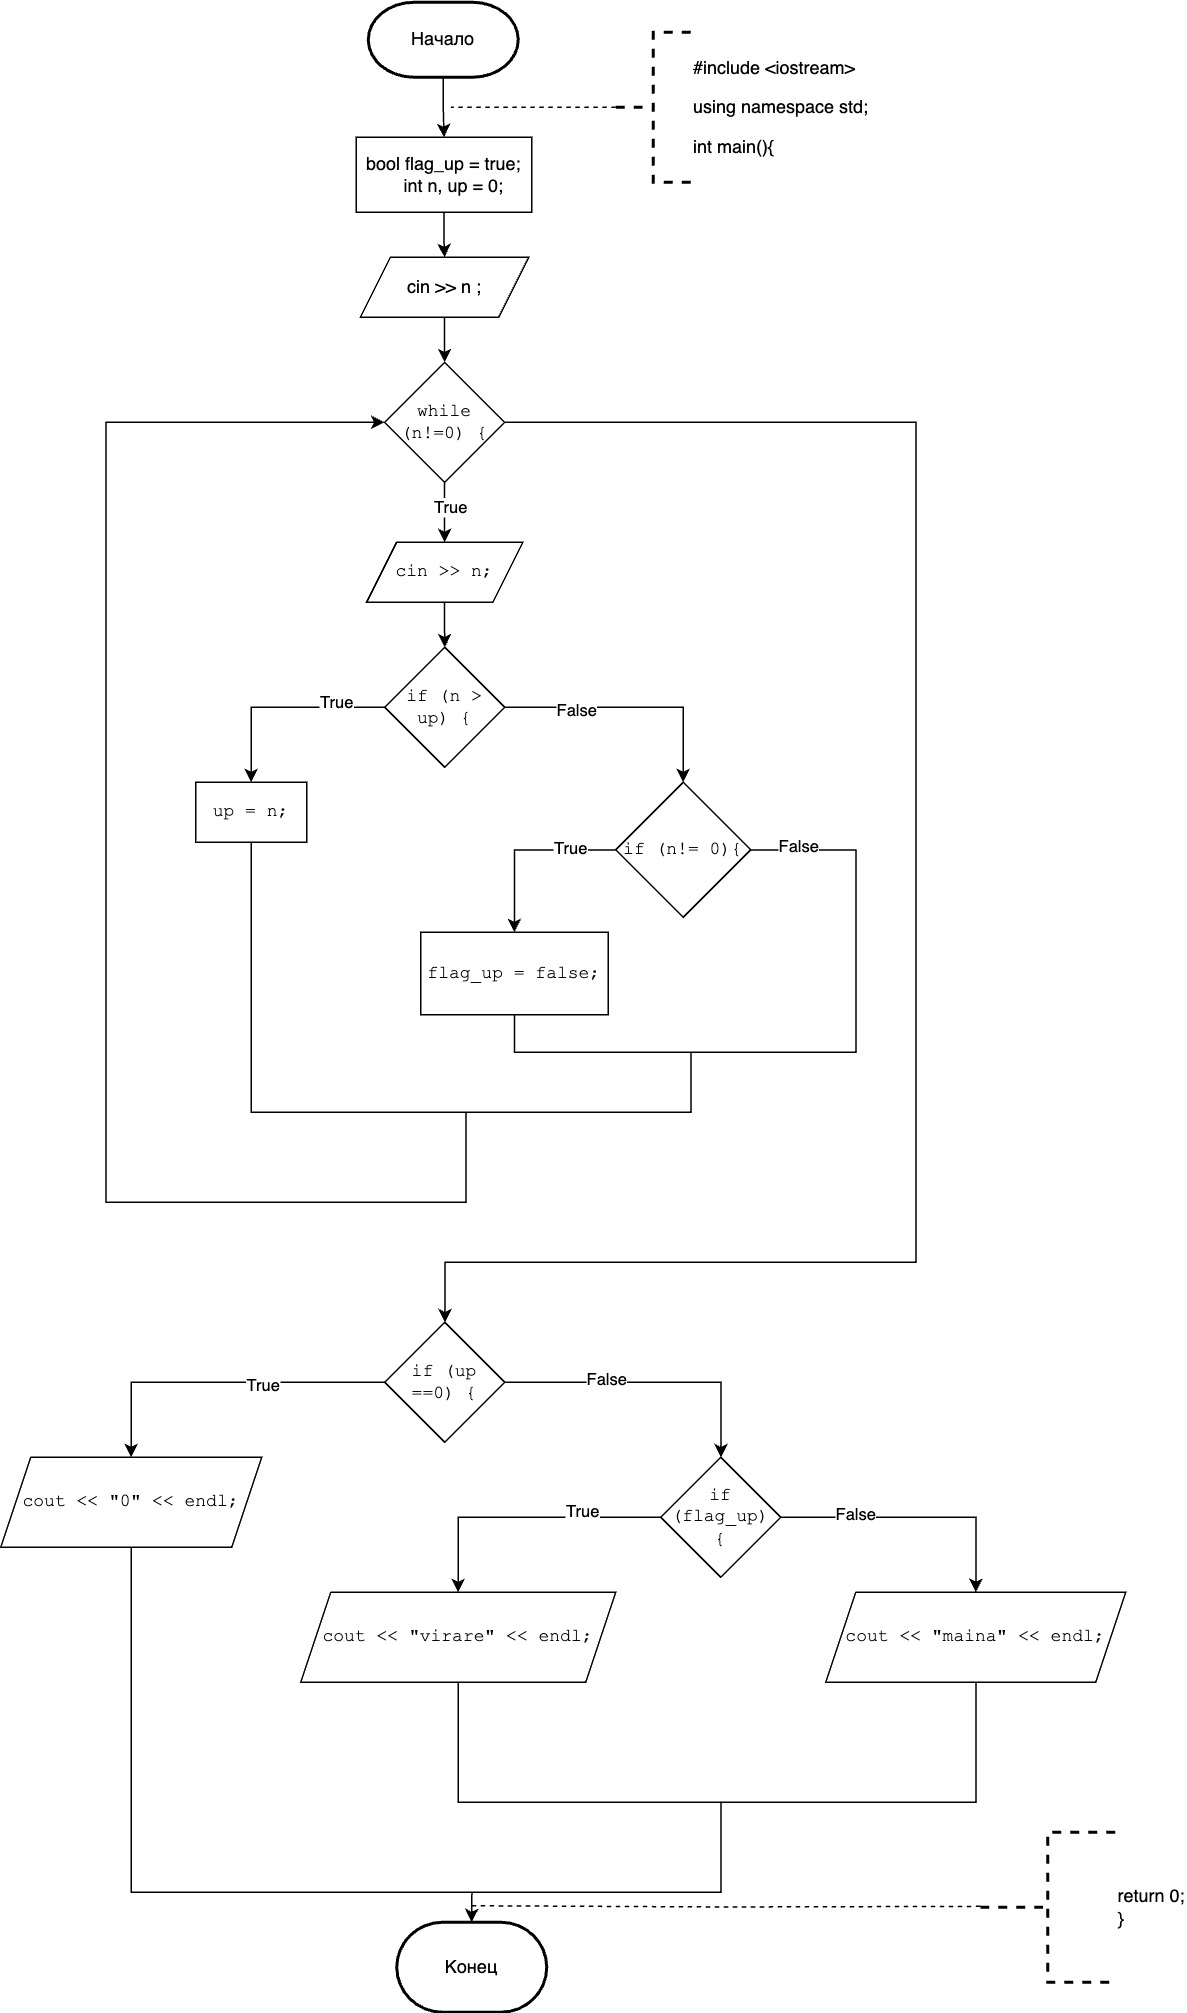 Начало
#include <iostream>
using namespace std;
int main(){
bool flag_up = true;
int n, up = 0;
cin >> n ;
while
(n!=0) {
True
cin >> n;
if (n >
up) {
True
False
up = n;
if (n!= 0){
True
False
flag_up = false;
if (up
==0) {
True
False
cout << "0" << endl;
if
(flag_up)
{
True
False
cout << "virare" << endl;
cout << "maina" << endl;
return 0;
}
Конец